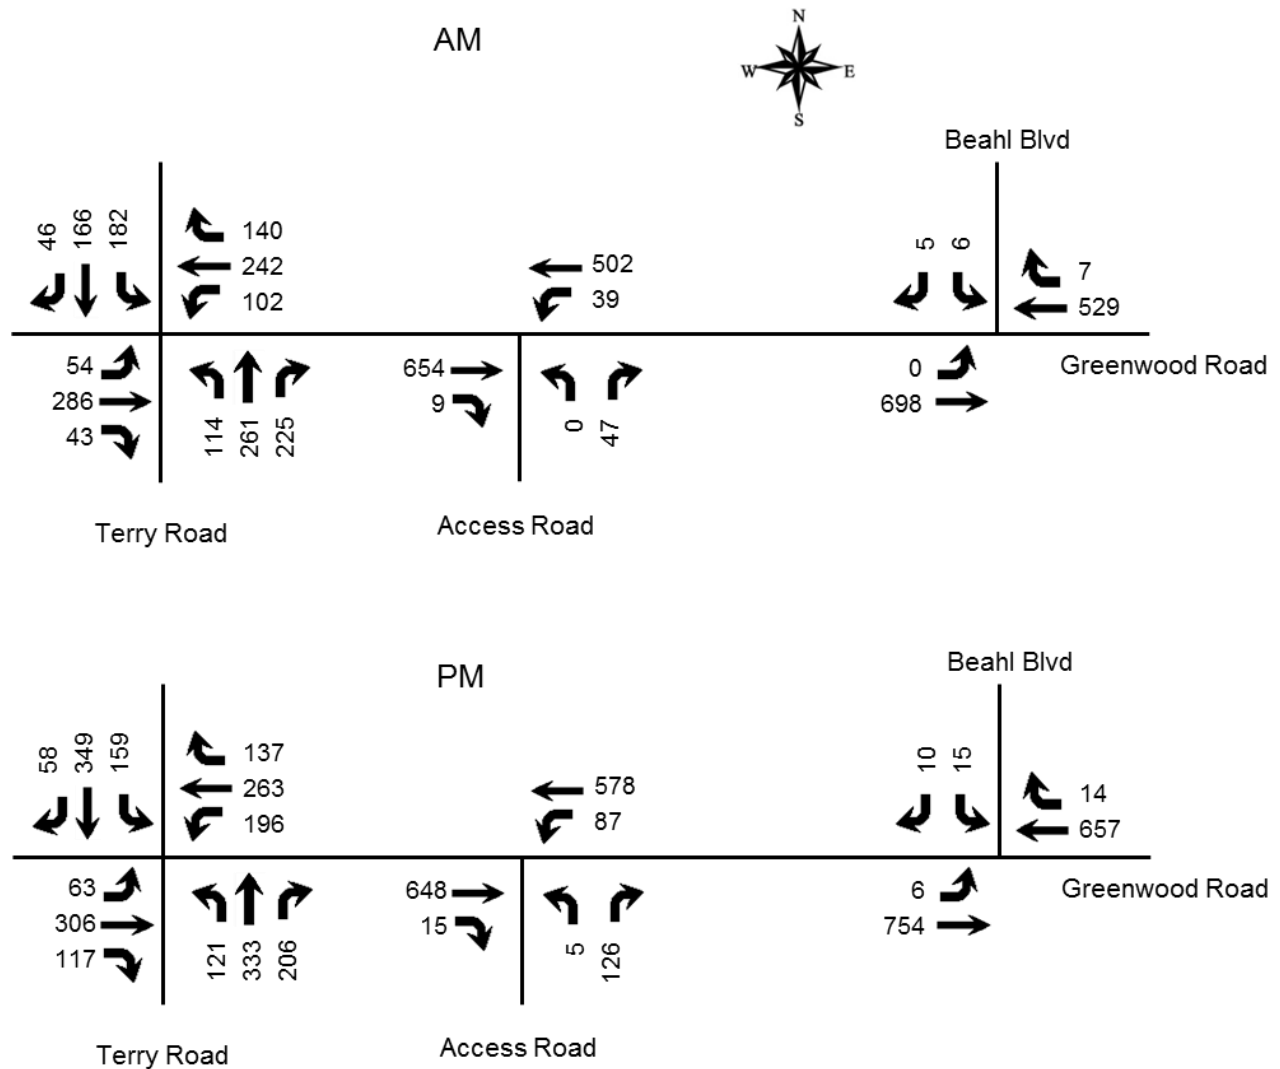 AM
N
W E
S
Beahl Blvd
46 166 182
140
242
102
502
39
5 6
7
529
54
286
43
114 261 225
654
9
0 47
0
698
Greenwood Road
Terry Road
Access Road
PM
Beahl Blvd
58 349 159
137
263
196
578
87
10 15
14
657
63
306
117
121 333 206
648
15
5 126
6
754
Greenwood Road
Terry Road
Access Road